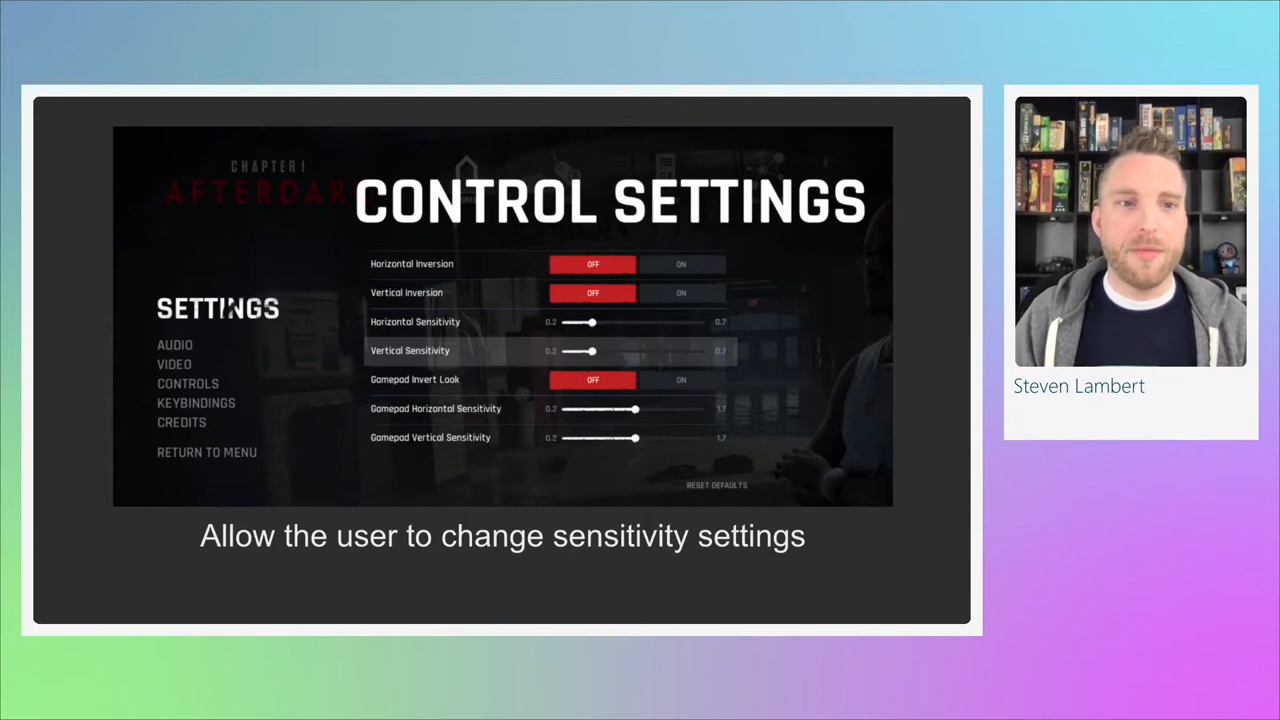 CHAPTER I
AFTERDARK
CONTROL SETTINGS
Horizontal Inversion OFF ON
Vertical Inversion OFF ON
SETTINGS
Horizontal Sensitivity 0.2 0.7
AUDIO
Vertical Sensitivity 0.2 0.7
VIDEO
CONTROLS
Gamepad Invert Look OFF ON
KEYBINDINGS
Gamepad Horizontal Sensitivity 0.2 1.7
CREDITS
Gamepad Vertical Sensitivity 0.2 1.7
RETURN TO MENU
RESET DEFAULTS
Allow the user to change sensitivity settings
Steven Lambert